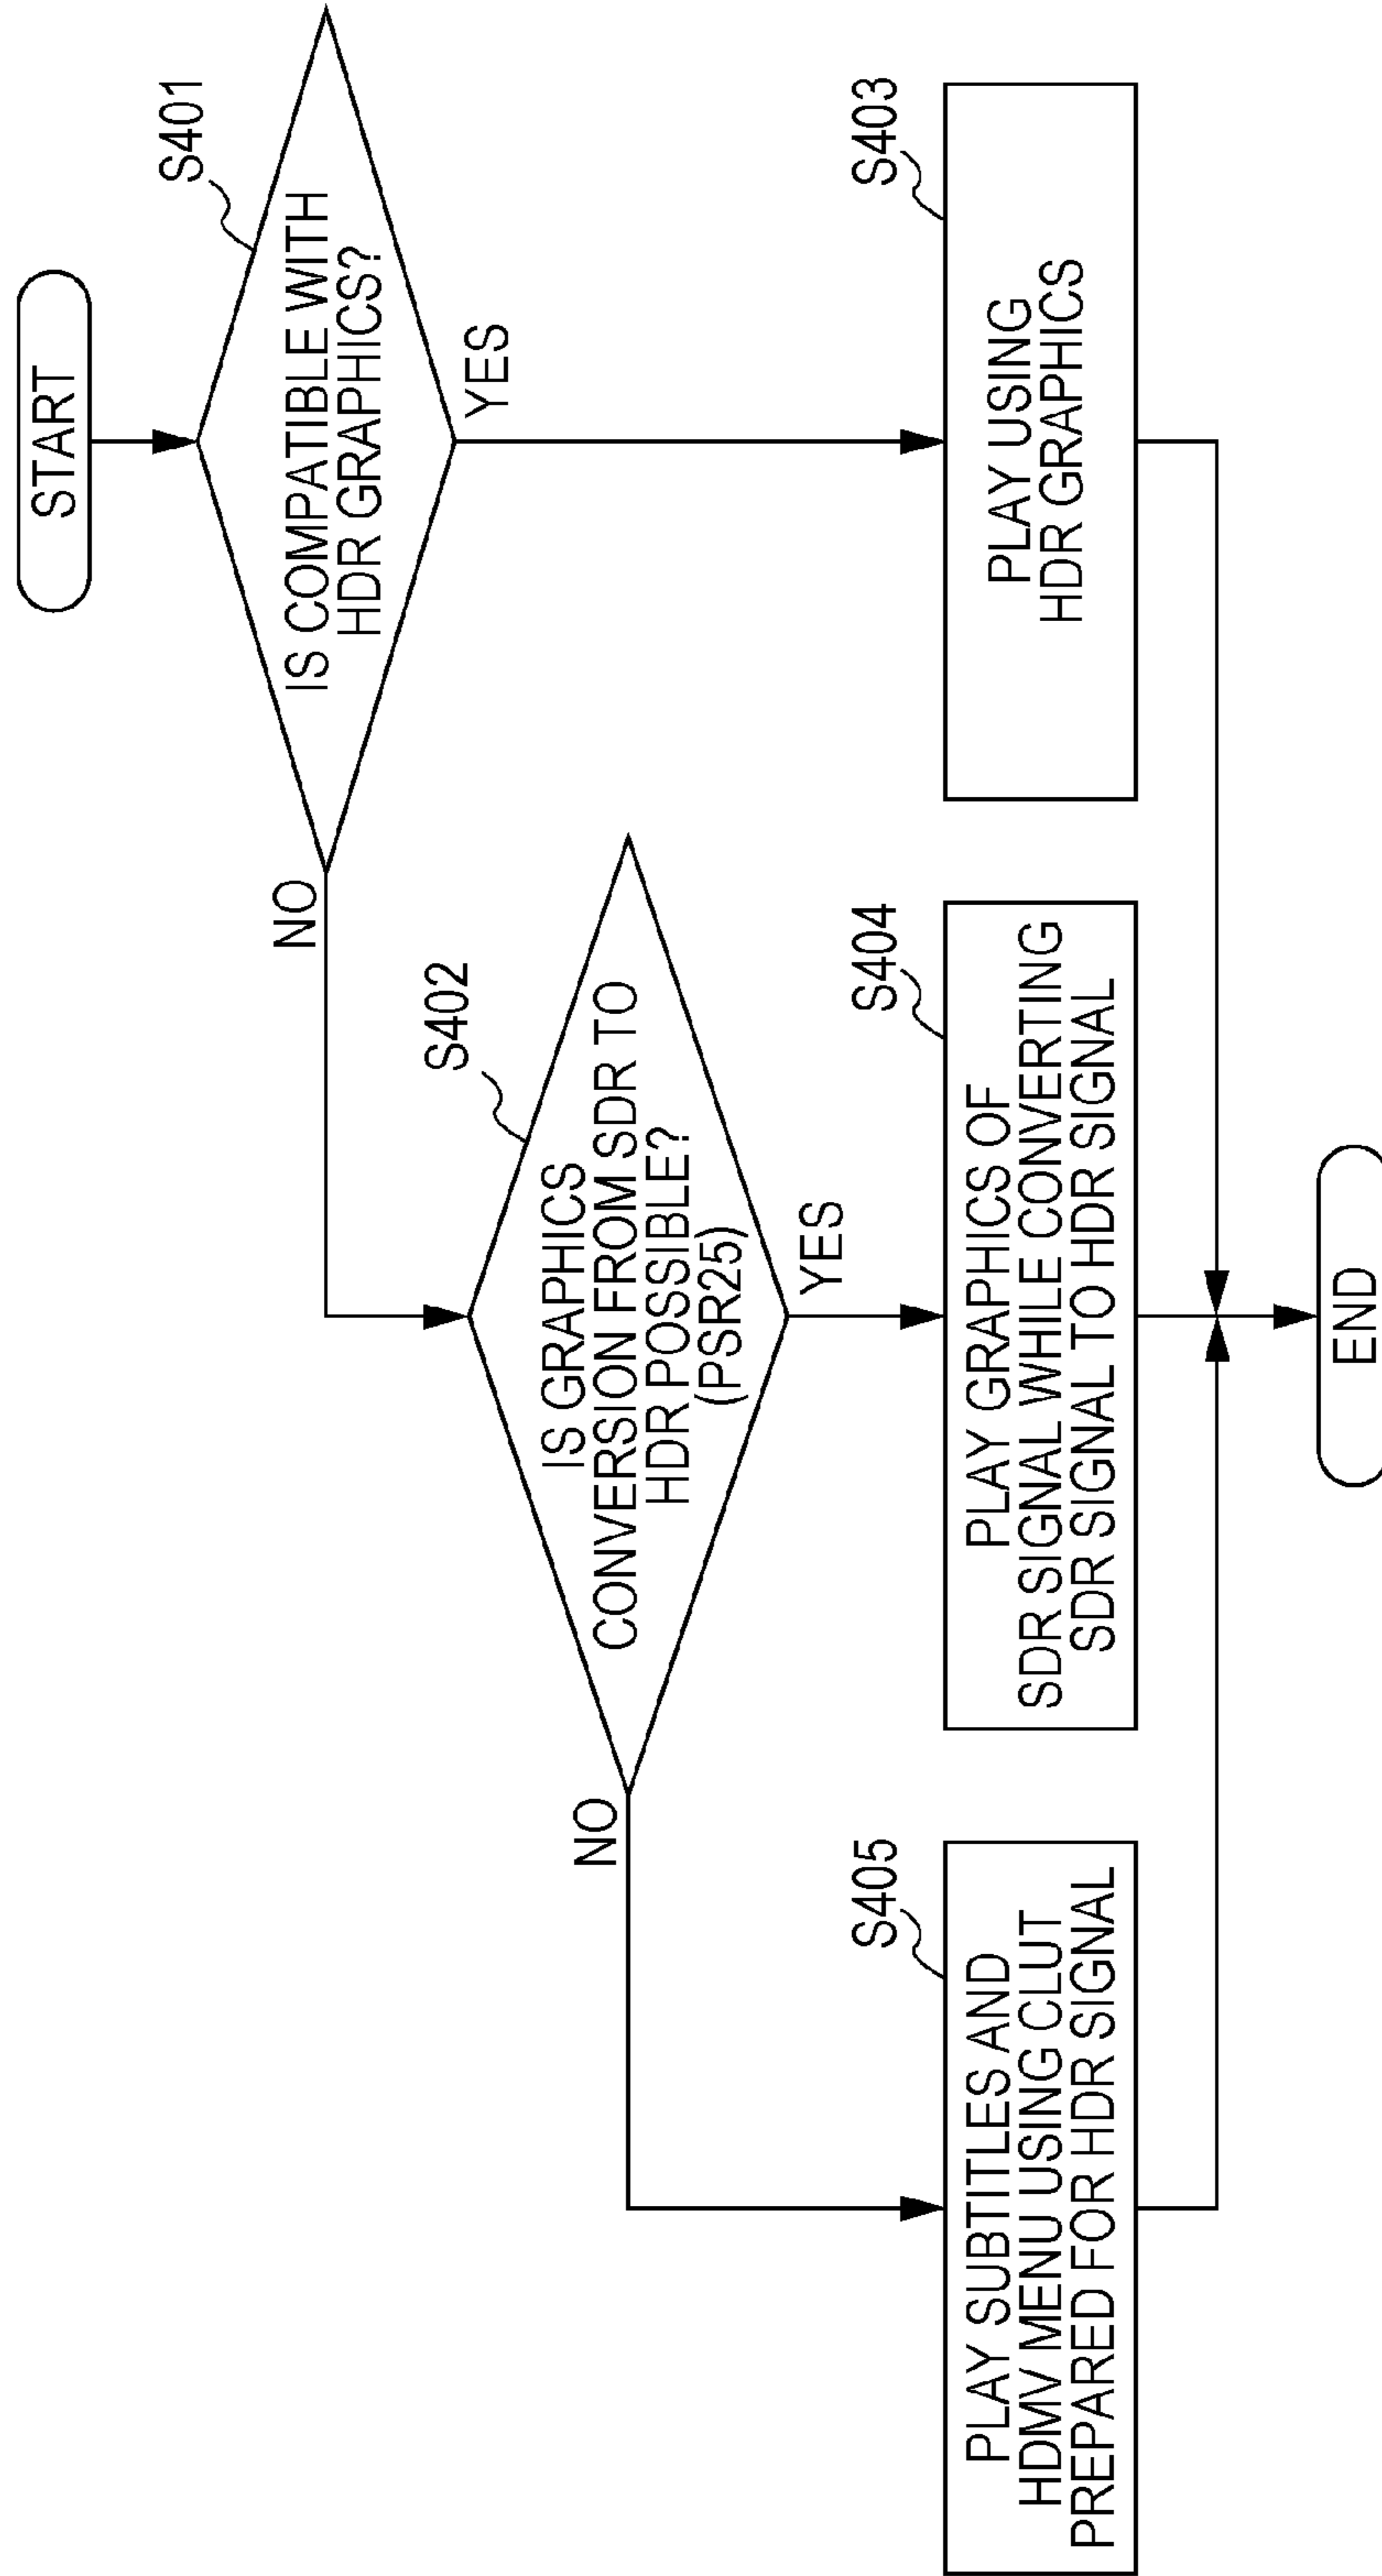 START
S401
IS COMPATIBLE WITH
HDR GRAPHICS?
NO
YES
S402
IS GRAPHICS
CONVERSION FROM SDR TO
HDR POSSIBLE?
(PSR25)
NO
YES
S405
PLAY SUBTITLES AND
HDMV MENU USING CLUT
PREPARED FOR HDR SIGNAL
S404
PLAY GRAPHICS OF
SDR SIGNAL WHILE CONVERTING
SDR SIGNAL TO HDR SIGNAL
S403
PLAY USING
HDR GRAPHICS
END